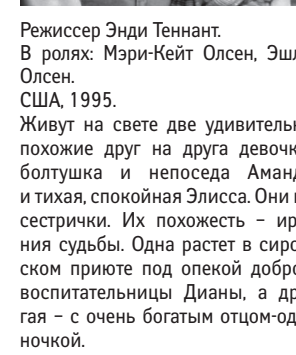 Режиссер Энди Теннант.
В ролях: Мэри-Кейт Олсен, Эшл
Олсен.
США, 1995.
Живут на свете две удивительн
похожие друг на друга девочк
болтушка и непоседа Аманд
и тихая, спокойная Элисса. Они н
сестрички. Их похожесть – ир
ния судьбы. Одна растет в сиро
ском приюте под опекой добро
воспитательницы Дианы, а др
гая – с очень богатым отцом-од
ночкой.